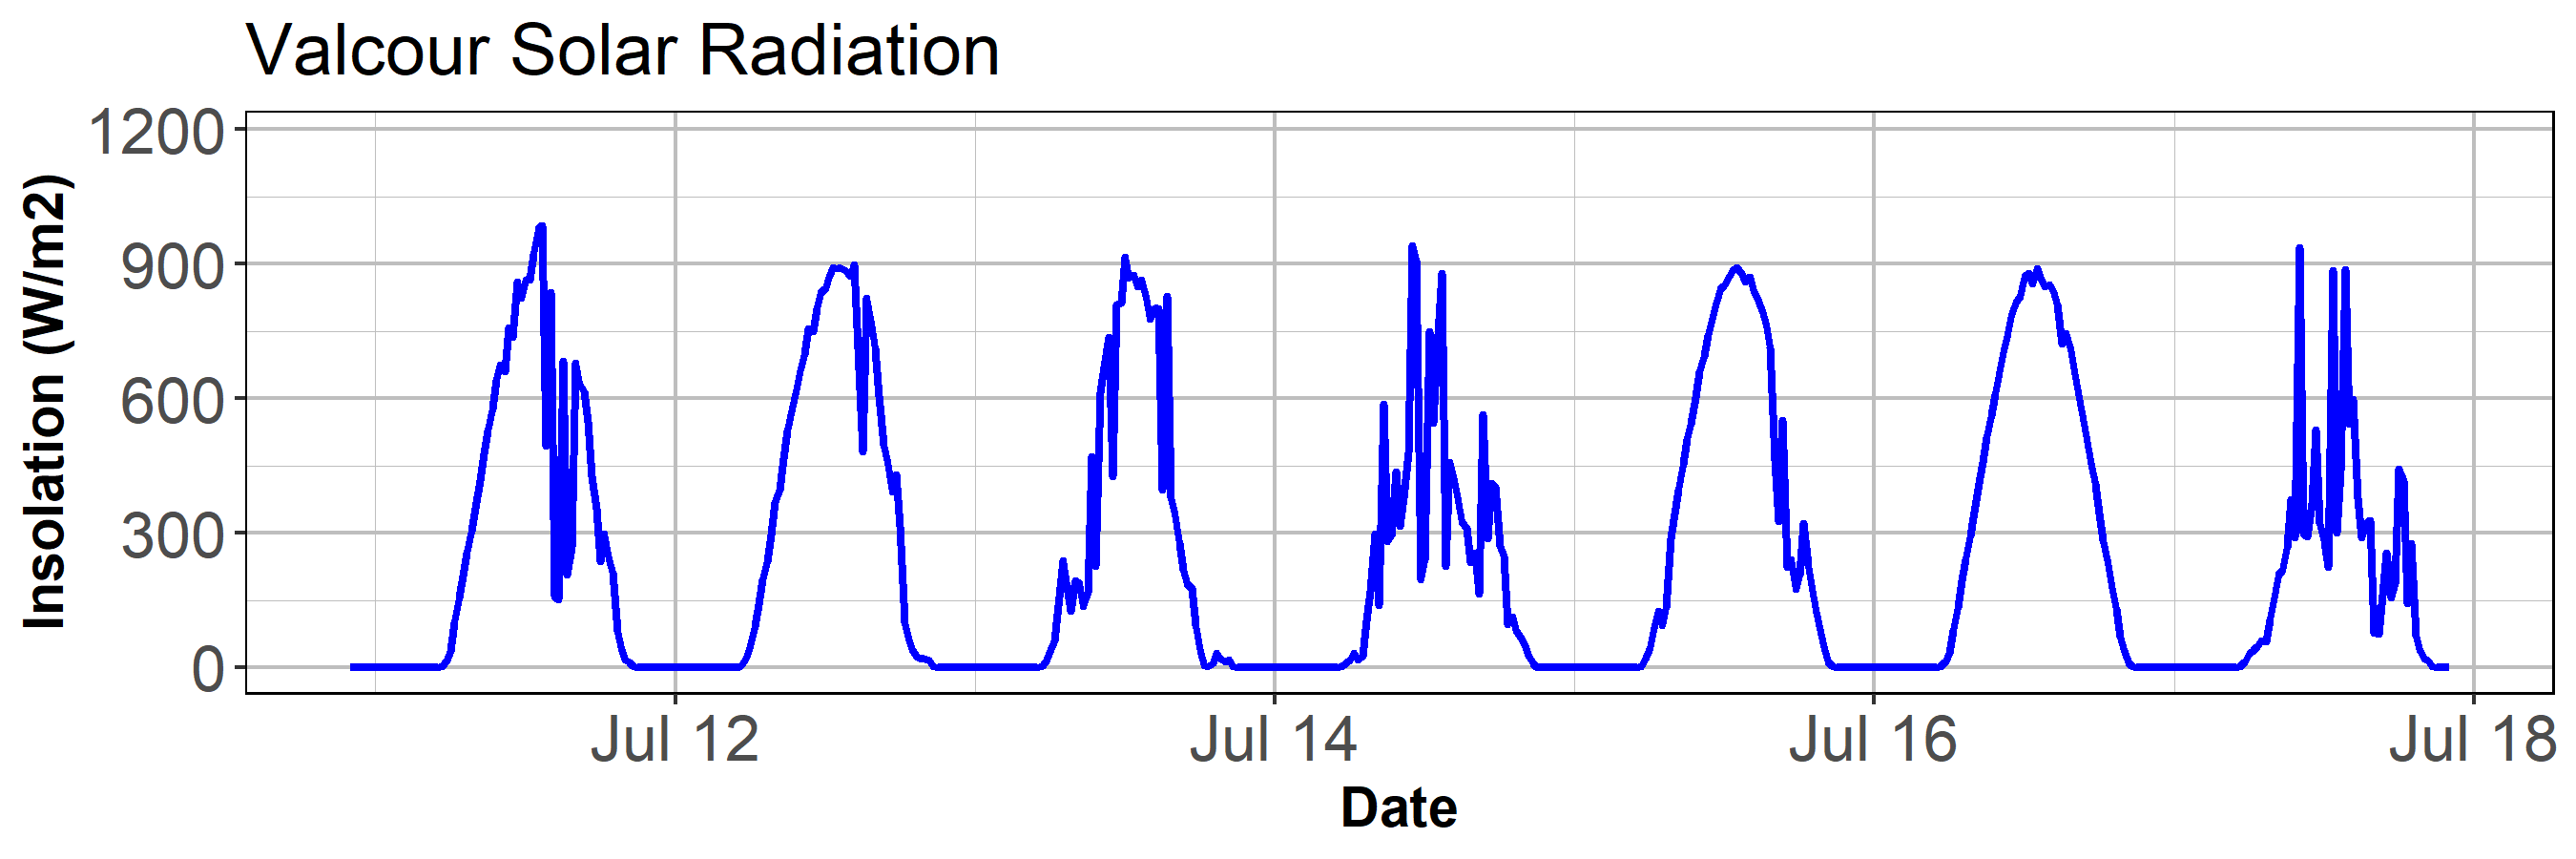 Valcour Solar Radiation
Insolation (W/m2)
1200
900
600
300
0
Jul 12
Jul 14
Jul 16
Jul 18
Date